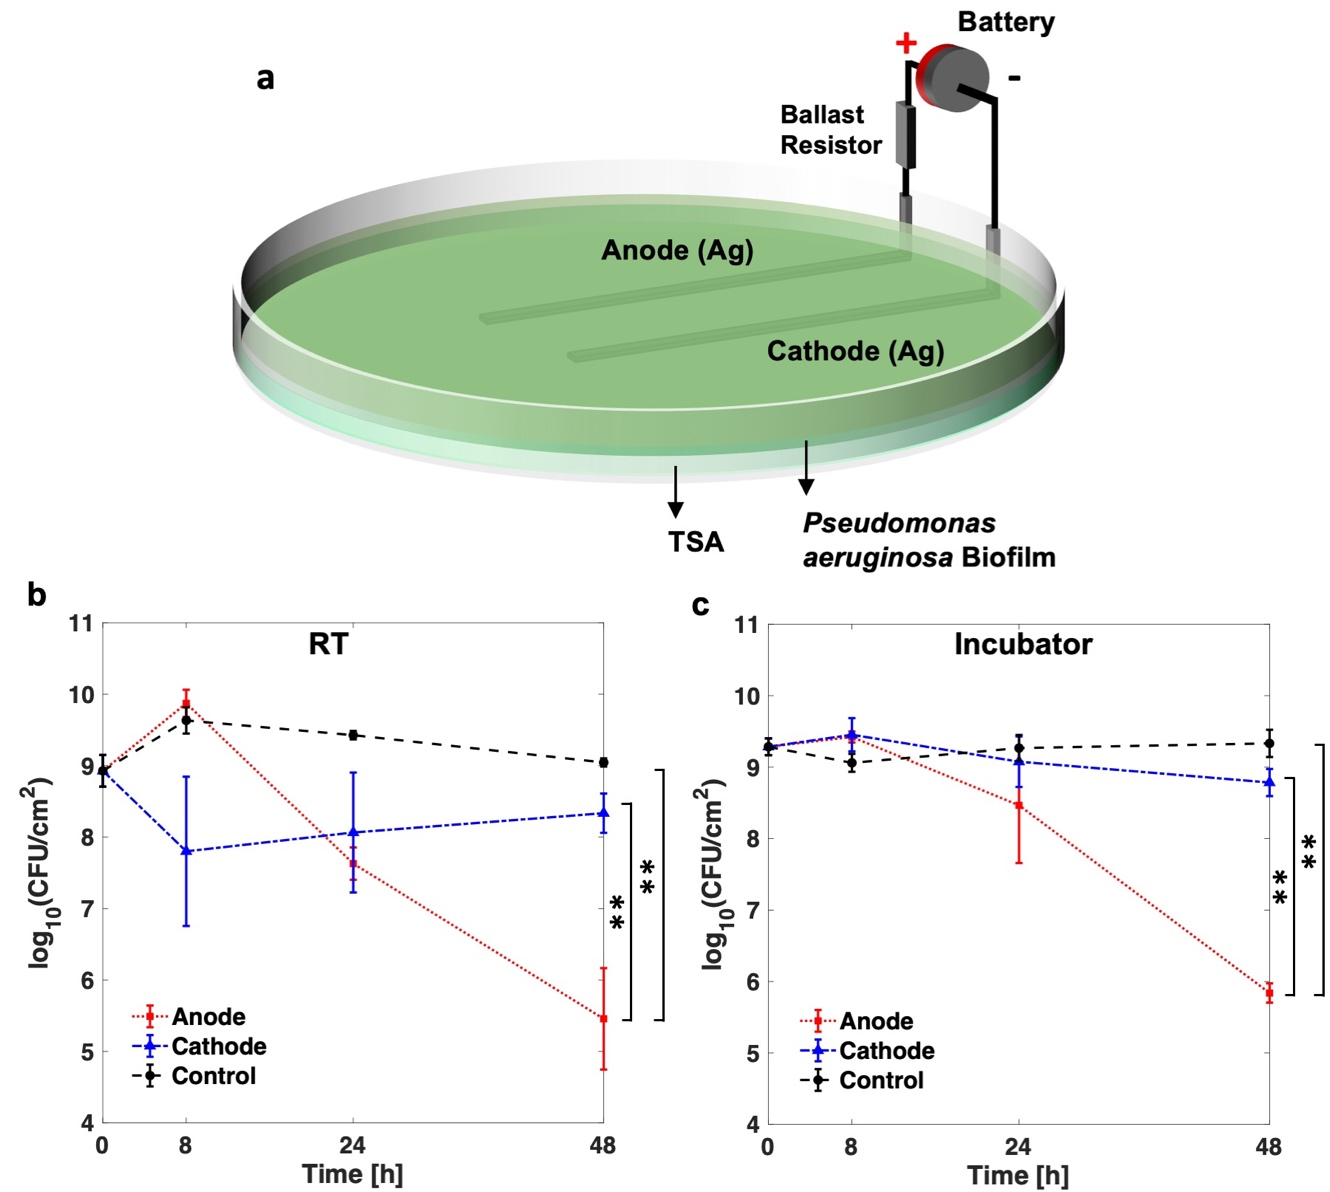 a
Battery
+
-
Ballast
Resistor
Anode (Ag)
Cathode (Ag)
TSA
Pseudomonas
aeruginosa Biofilm
b
RT
11
10
9
8
7
6
5
4
log10(CFU/cm2)
**
**
Anode
Cathode
Control
0
8
24
48
Time [h]
c
Incubator
11
10
9
8
7
6
5
4
log10(CFU/cm2)
**
**
Anode
Cathode
Control
0
8
24
48
Time [h]